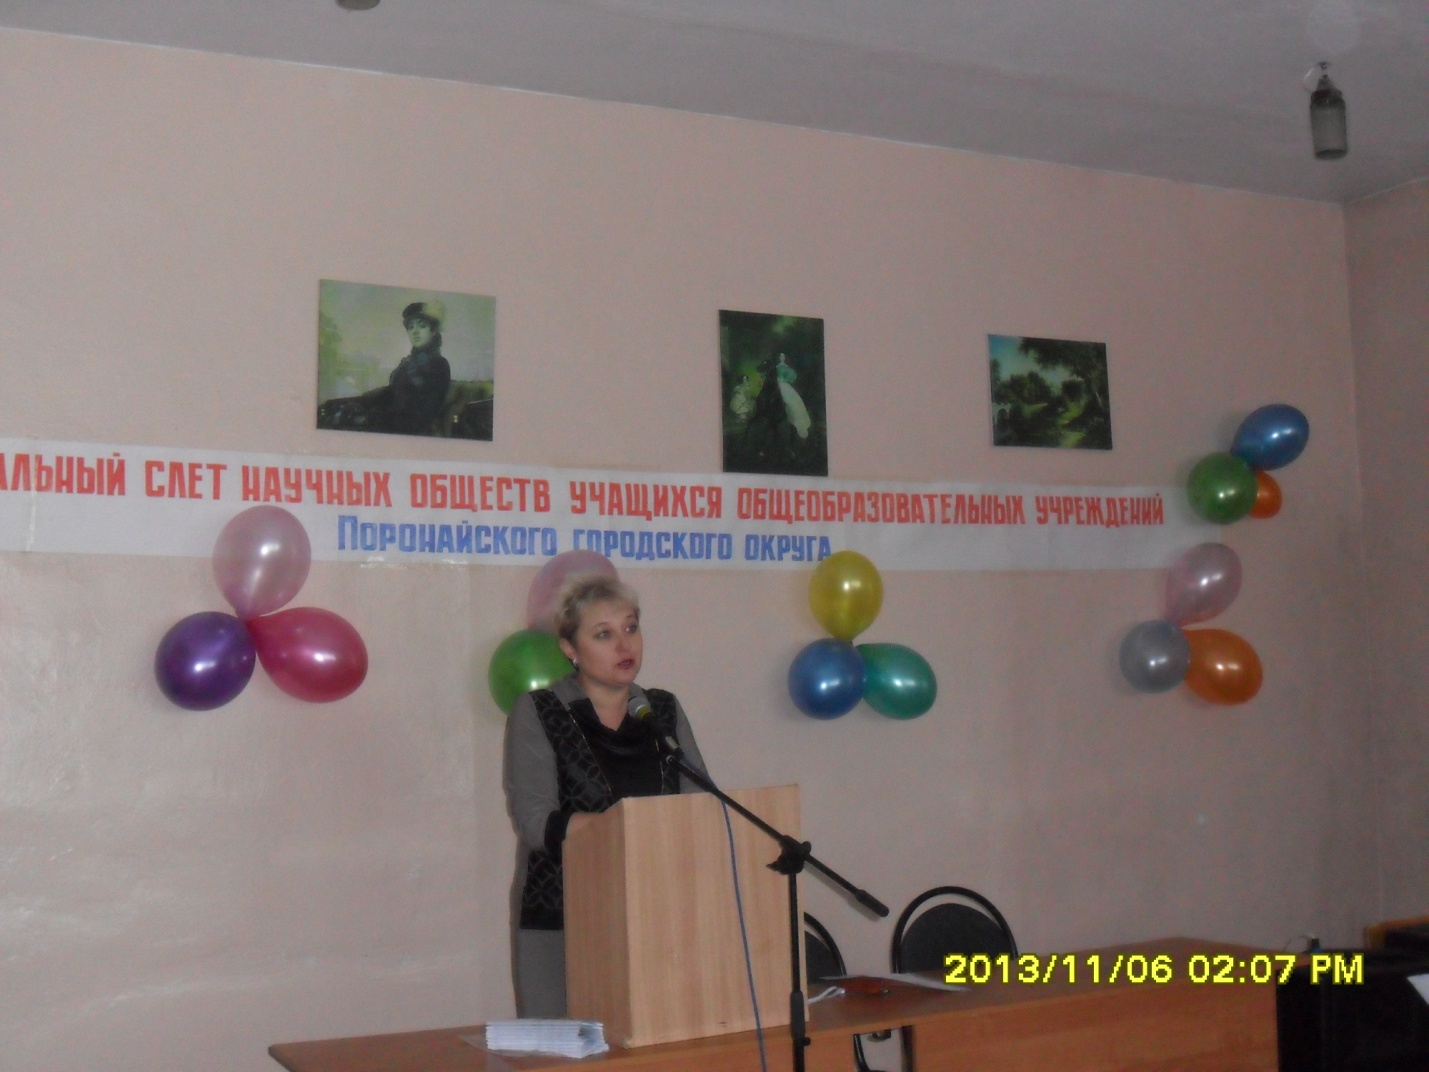 АЛЬНЫЙ СЛЕТ НАУЧНЫХ ОБЩЕСТВ УЧАЩИХСЯ ОБЩЕОБРАЗОВАТЕЛЬНЫХ УЧРЕЖДЕНИЙ
ПОРОНАЙСКОГО ГОРОДСКОГО ОКРУГА
2013/11/06 02:07 PM